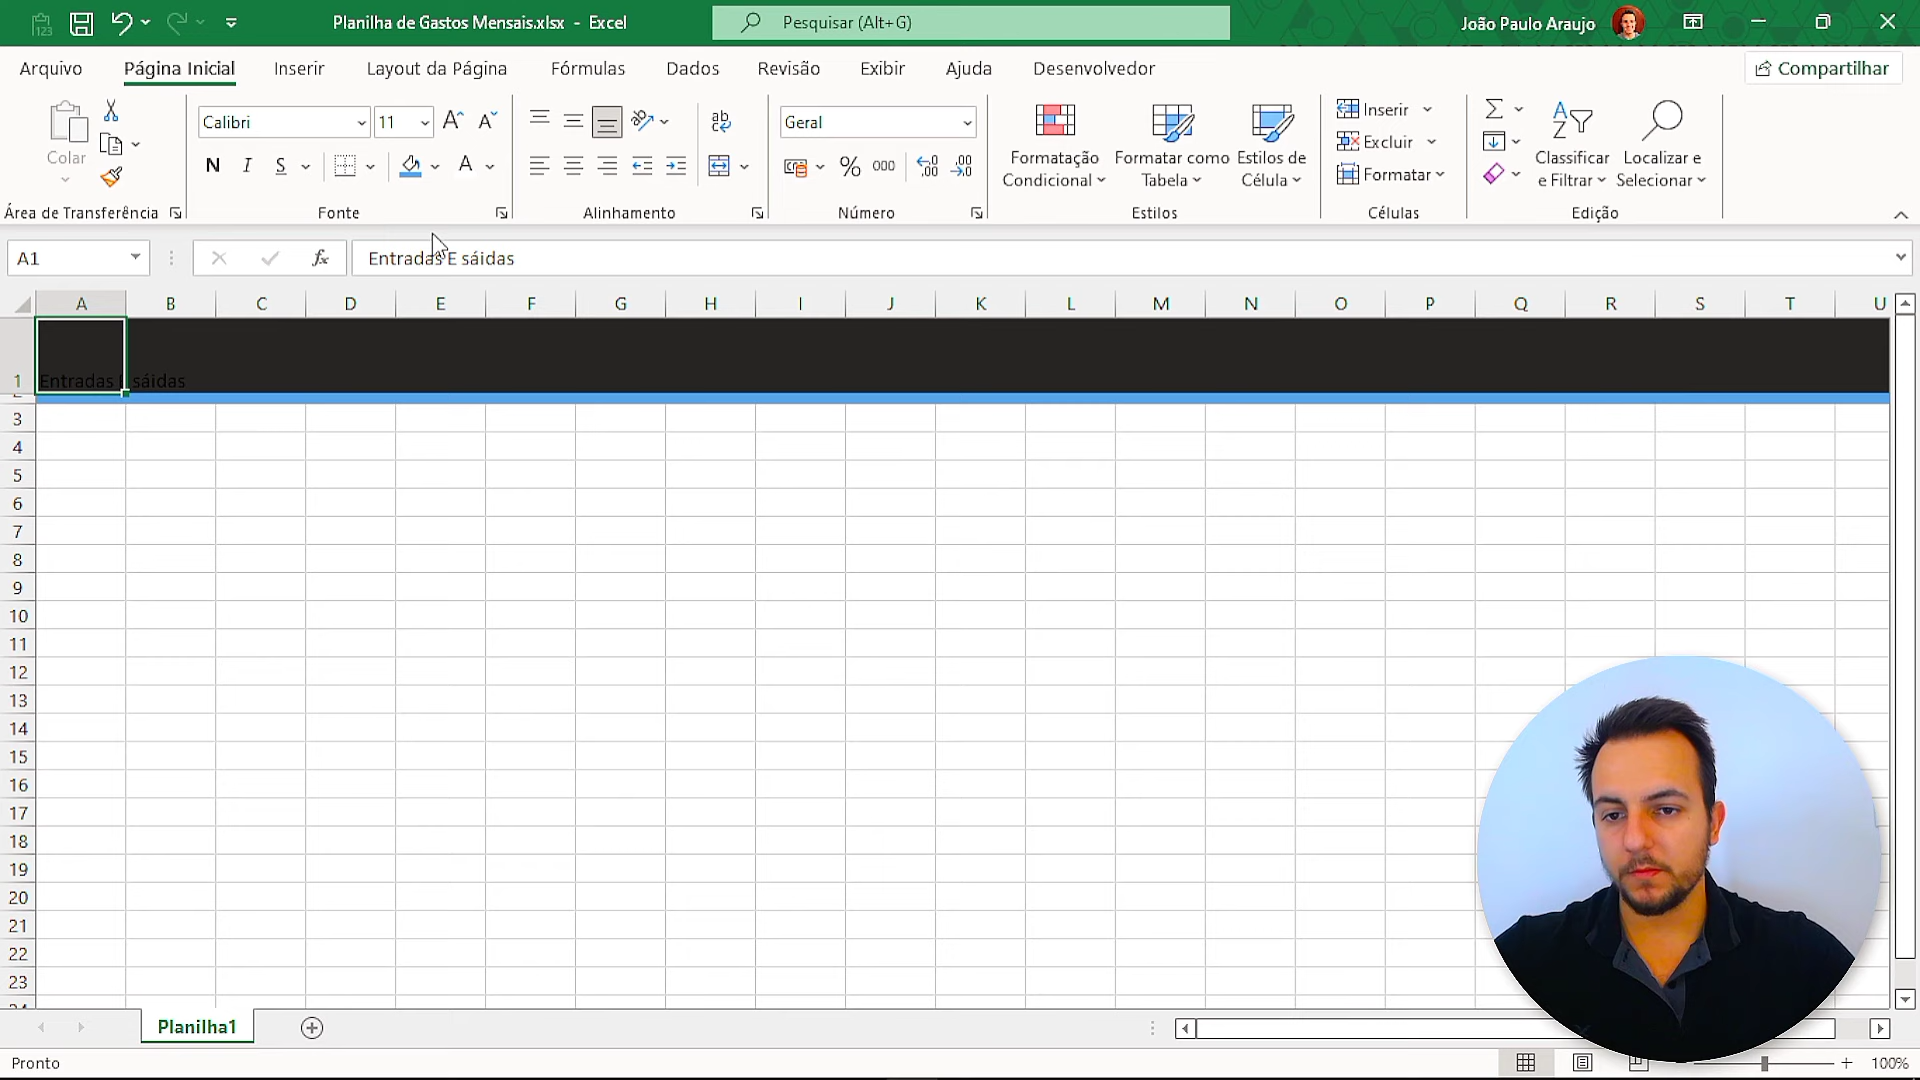 Planilha de Gastos Mensais.xlsx - Excel
Pesquisar (Alt+G)
João Paulo Araujo
Arquivo
Página Inicial
Inserir
Layout da Página
Fórmulas
Dados
Revisão
Exibir
Ajuda
Desenvolvedor
Compartilhar
Colar
Área de Transferência
Calibri
11
N I S
Fonte
Alinhamento
Geral
% 000
Número
Formatação Condicional
Formatar como Tabela
Estilos de Célula
Estilos
Inserir
Excluir
Formatar
Células
Classificar e Filtrar
Localizar e Selecionar
Edição
A1
fx
Entradas E sáidas
A B C D E F G H I J K L M N O P Q R S T U
1 Entradas E sáidas
3
4
5
6
7
8
9
10
11
12
13
14
15
16
17
18
19
20
21
22
23
Planilha1
Pronto
100%